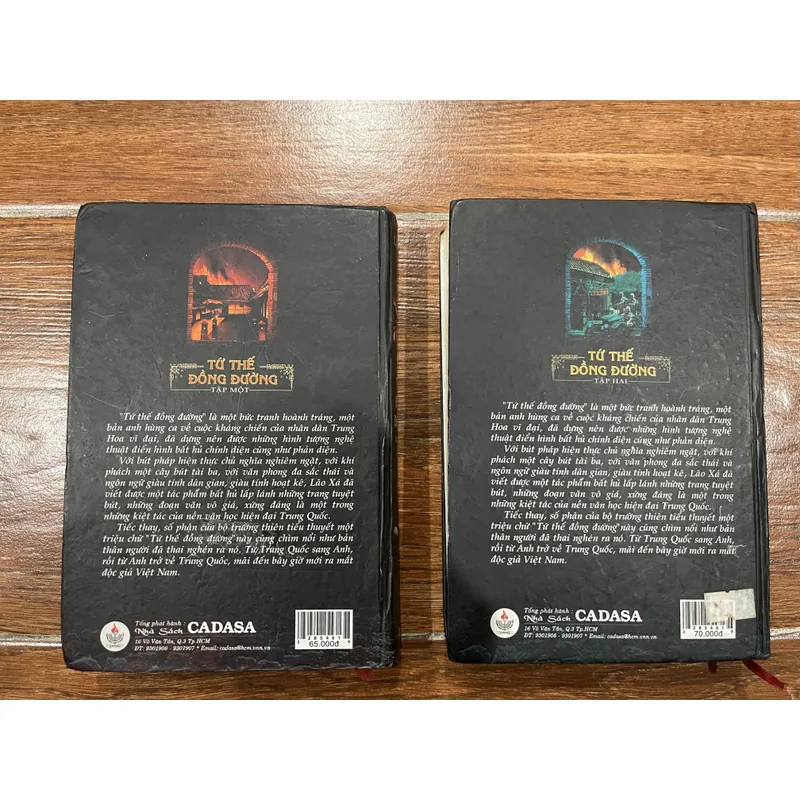 TỨ THẾ
ĐỒNG ĐƯỜNG
TẬP MỘT
"Tứ thế đồng đường" là một bức tranh hoành tráng, một
bản anh hùng ca về cuộc kháng chiến của nhân dân Trung
Hoa vĩ đại, đã dựng nên được những hình tượng nghệ
thuật điển hình bất hủ chính diện cũng như phản diện.
Với bút pháp hiện thực chủ nghĩa nghiêm ngặt, với khí
phách một cây bút tài ba, với văn phong đa sắc thái và
ngôn ngữ giàu tính dân gian, giàu tính hoạt kê, Lão Xá đã
viết được một tác phẩm bất hủ lấp lánh những trang tuyệt
bút, những đoạn văn vô giá, xứng đáng là một trong
những kiệt tác của nền văn học hiện đại Trung Quốc.
Tiếc thay, số phận của bộ trường thiên tiểu thuyết một
triệu chữ "Tứ thế đồng đường này cũng chìm nổi như bản
thân người đã thai nghén ra nó. Từ Trung Quốc sang Anh,
rồi từ Anh trở về Trung Quốc, mãi đến bây giờ mới ra mắt
độc giả Việt Nam.
Tổng phát hành :
Nhà Sách CADASA
16 Võ Văn Tần, Q.3 Tp.HCM
ĐT: 9301906 - 9301907 * Email: cadasa@hcm.vnn.vn
65.000đ
TỨ THẾ
ĐỒNG ĐƯỜNG
TẬP HAI
"Tứ thế đồng đường" là một bức tranh hoành tráng, một
bản anh hùng ca về cuộc kháng chiến của nhân dân Trung
Hoa vĩ đại, đã dựng nên được những hình tượng nghệ
thuật điển hình bất hủ chính diện cũng như phản diện.
Với bút pháp hiện thực chủ nghĩa nghiêm ngặt, với khí
phách một cây bút tài ba, với văn phong đa sắc thái và
ngôn ngữ giàu tính dân gian, giàu tính hoạt kê, Lão Xá đã
viết được một tác phẩm bất hủ lấp lánh những trang tuyệt
bút, những đoạn văn vô giá, xứng đáng là một trong
những kiệt tác của nền văn học hiện đại Trung Quốc.
Tiếc thay, số phận của bộ trường thiên tiểu thuyết một
triệu chữ "Tứ thế đồng đường này cũng chìm nổi như bản
thân người đã thai nghén ra nó. Từ Trung Quốc sang Anh,
rồi từ Anh trở về Trung Quốc, mãi đến bây giờ mới ra mắt
độc giả Việt Nam.
Tổng phát hành :
Nhà Sách CADASA
16 Võ Văn Tần, Q.3 Tp.HCM
ĐT: 9301906 - 9301907 * Email: cadasa@hcm.vnn.vn
70.000đ